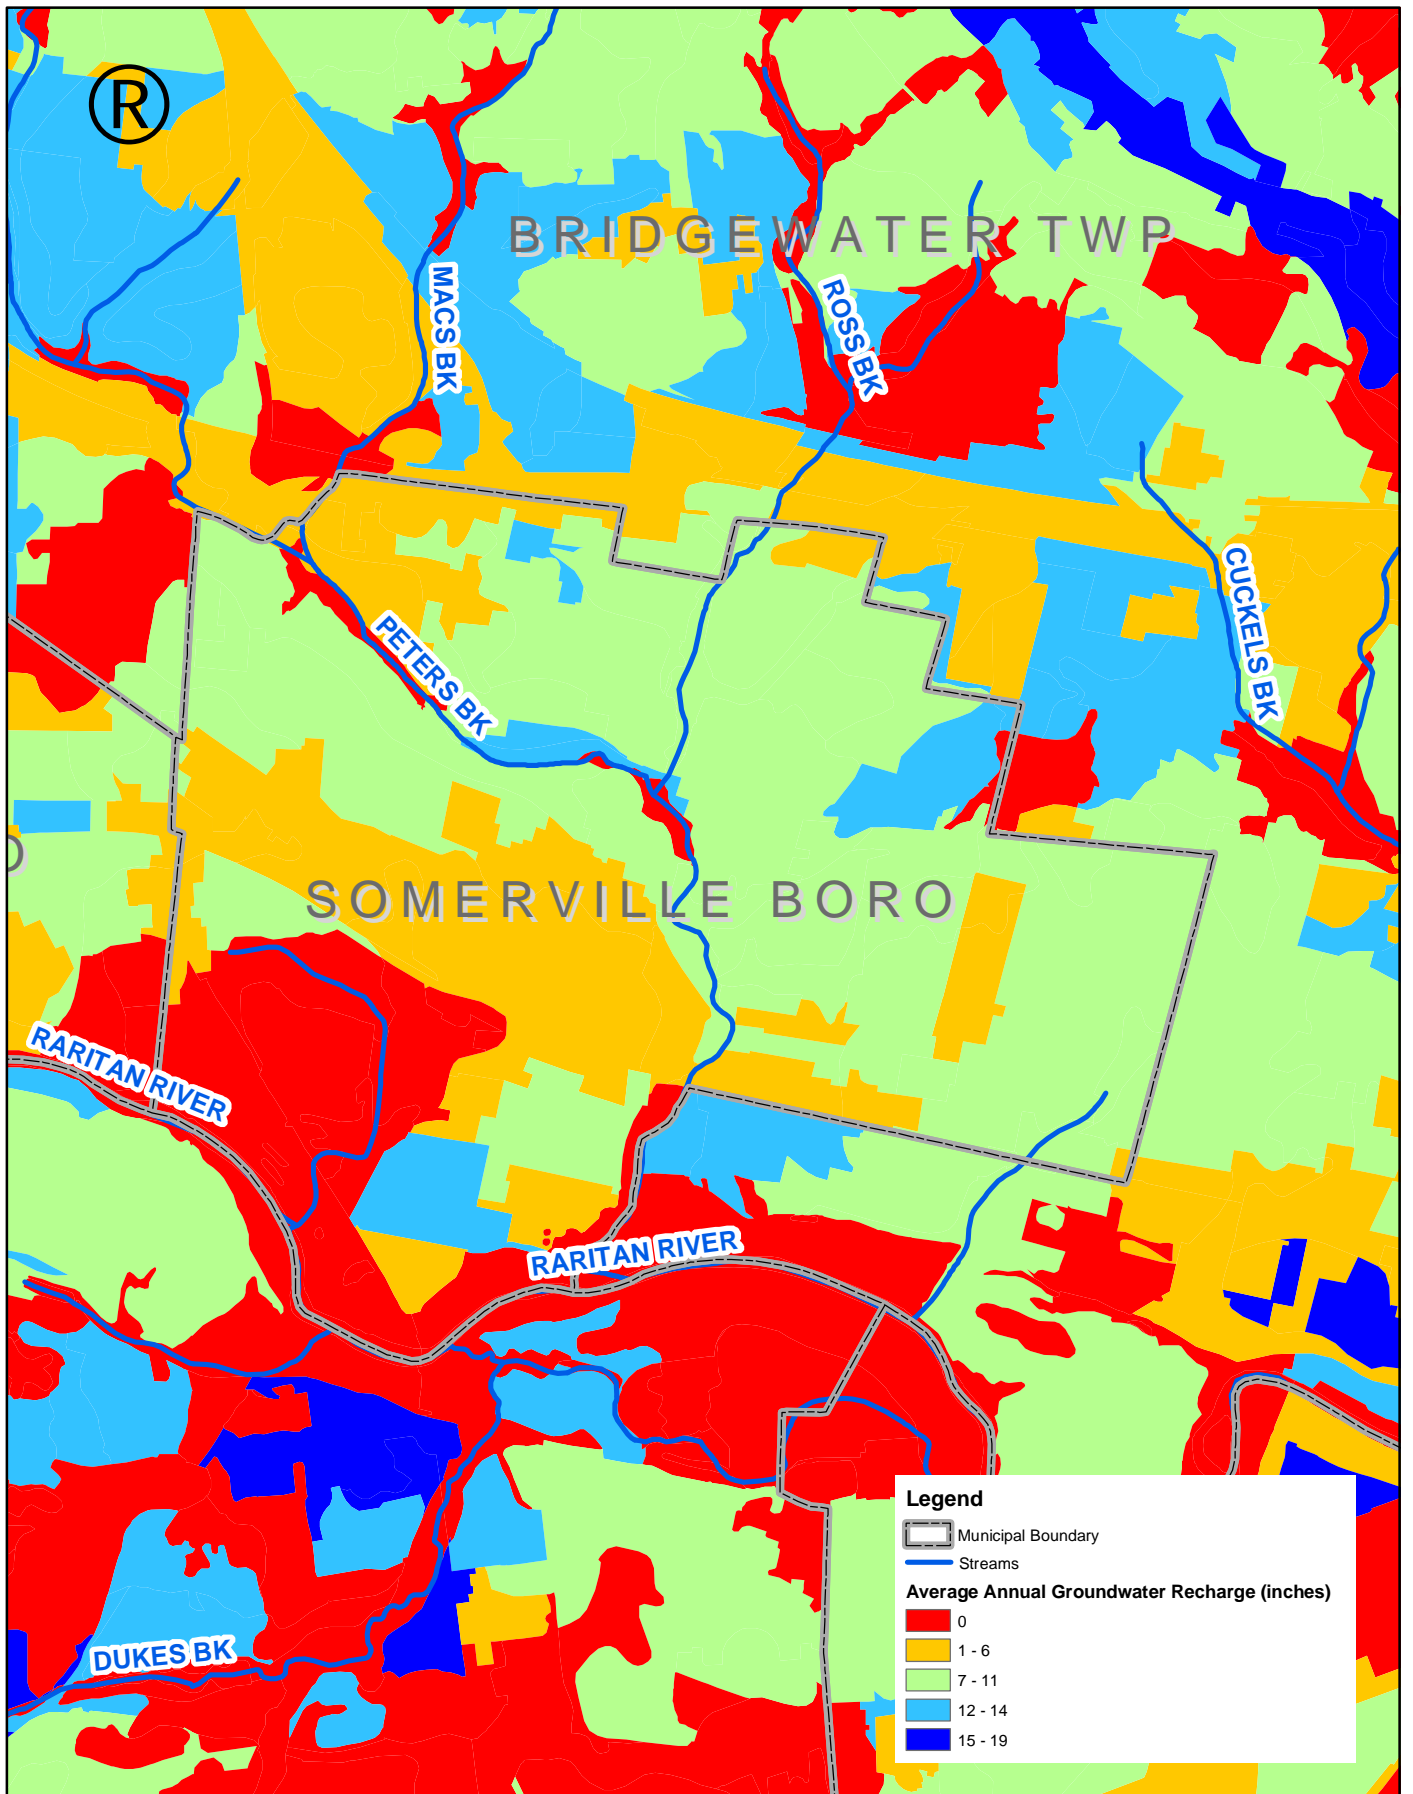 R
BRIDGEWATER TWP
MACS BK
ROSS BK
CUCKELS BK
PETERS BK
O
SOMERVILLE BORO
RARITAN RIVER
RARITAN RIVER
DUKES BK
Legend
Municipal Boundary
Streams
Average Annual Groundwater Recharge (inches)
0
1 - 6
7 - 11
12 - 14
15 - 19